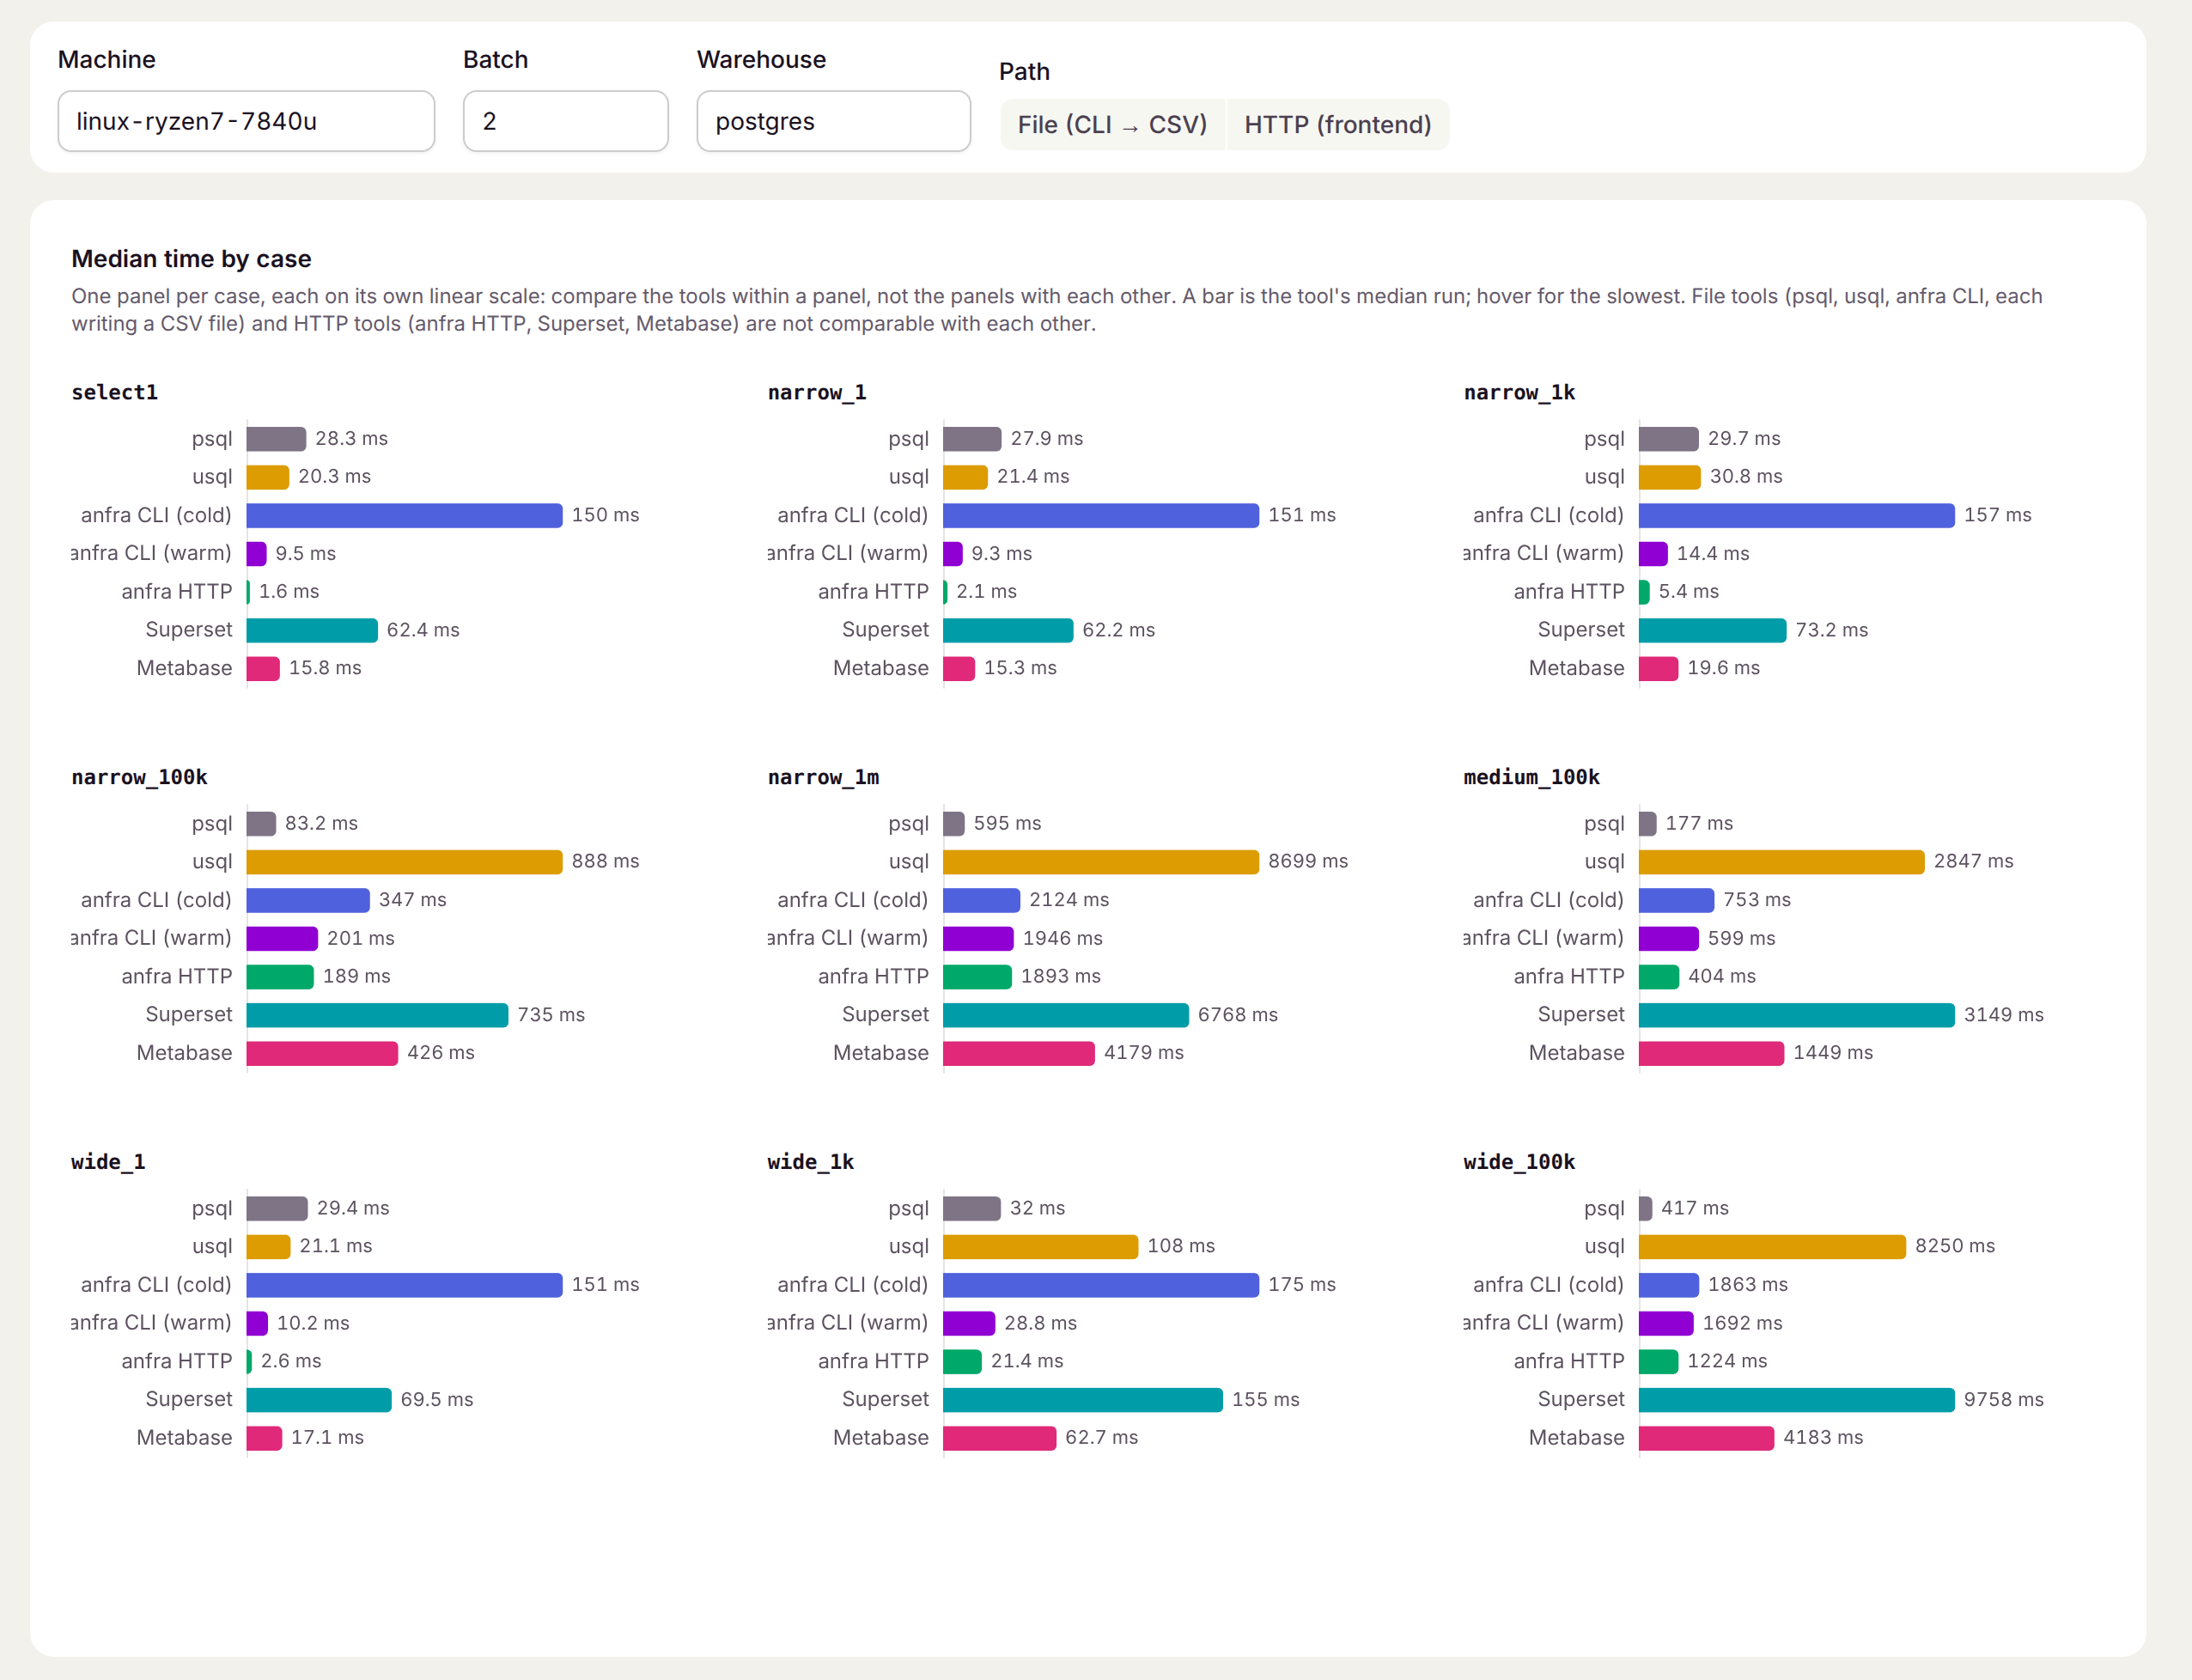 Machine
Batch
Warehouse
Path
linux-ryzen7-7840u
2
postgres
File (CLI → CSV)
HTTP (frontend)
Median time by case
One panel per case, each on its own linear scale: compare the tools within a panel, not the panels with each other. A bar is the tool's median run; hover for the slowest. File tools (psql, usql, anfra CLI, each
writing a CSV file) and HTTP tools (anfra HTTP, Superset, Metabase) are not comparable with each other.
select1
psql 28.3 ms
usql 20.3 ms
anfra CLI (cold) 150 ms
anfra CLI (warm) 9.5 ms
anfra HTTP 1.6 ms
Superset 62.4 ms
Metabase 15.8 ms
narrow_1
psql 27.9 ms
usql 21.4 ms
anfra CLI (cold) 151 ms
anfra CLI (warm) 9.3 ms
anfra HTTP 2.1 ms
Superset 62.2 ms
Metabase 15.3 ms
narrow_1k
psql 29.7 ms
usql 30.8 ms
anfra CLI (cold) 157 ms
anfra CLI (warm) 14.4 ms
anfra HTTP 5.4 ms
Superset 73.2 ms
Metabase 19.6 ms
narrow_100k
psql 83.2 ms
usql 888 ms
anfra CLI (cold) 347 ms
anfra CLI (warm) 201 ms
anfra HTTP 189 ms
Superset 735 ms
Metabase 426 ms
narrow_1m
psql 595 ms
usql 8699 ms
anfra CLI (cold) 2124 ms
anfra CLI (warm) 1946 ms
anfra HTTP 1893 ms
Superset 6768 ms
Metabase 4179 ms
medium_100k
psql 177 ms
usql 2847 ms
anfra CLI (cold) 753 ms
anfra CLI (warm) 599 ms
anfra HTTP 404 ms
Superset 3149 ms
Metabase 1449 ms
wide_1
psql 29.4 ms
usql 21.1 ms
anfra CLI (cold) 151 ms
anfra CLI (warm) 10.2 ms
anfra HTTP 2.6 ms
Superset 69.5 ms
Metabase 17.1 ms
wide_1k
psql 32 ms
usql 108 ms
anfra CLI (cold) 175 ms
anfra CLI (warm) 28.8 ms
anfra HTTP 21.4 ms
Superset 155 ms
Metabase 62.7 ms
wide_100k
psql 417 ms
usql 8250 ms
anfra CLI (cold) 1863 ms
anfra CLI (warm) 1692 ms
anfra HTTP 1224 ms
Superset 9758 ms
Metabase 4183 ms